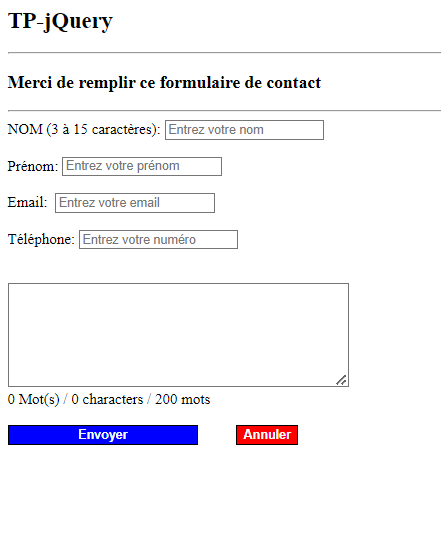 TP-jQuery
Merci de remplir ce formulaire de contact
NOM (3 à 15 caractères): Entrez votre nom
Prénom: Entrez votre prénom
Email: Entrez votre email
Téléphone: Entrez votre numéro
0 Mot(s) / 0 characters / 200 mots
Envoyer Annuler